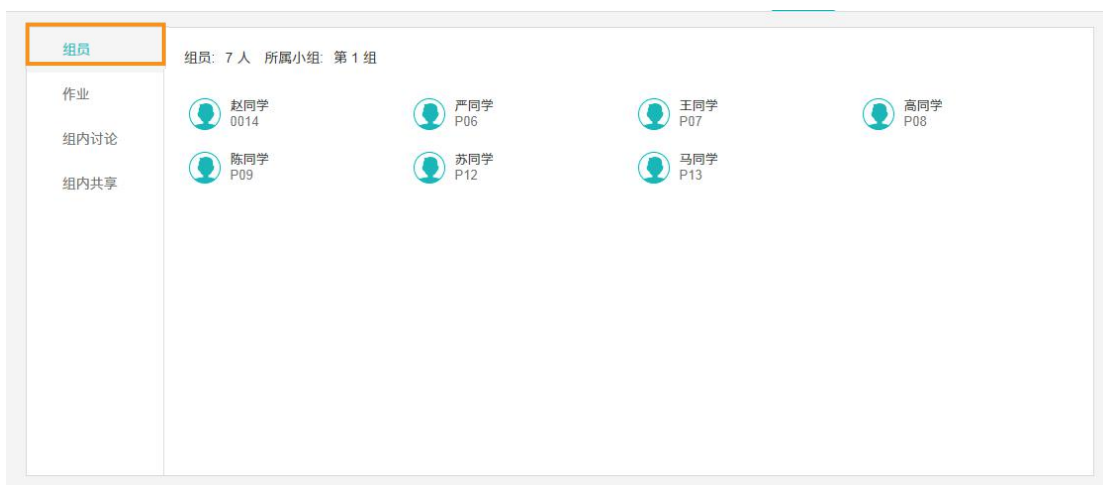 组员
作业
组内讨论
组内共享
组员: 7 人 所属小组: 第 1 组
赵同学
0014
严同学
P06
王同学
P07
高同学
P08
陈同学
P09
苏同学
P12
马同学
P13